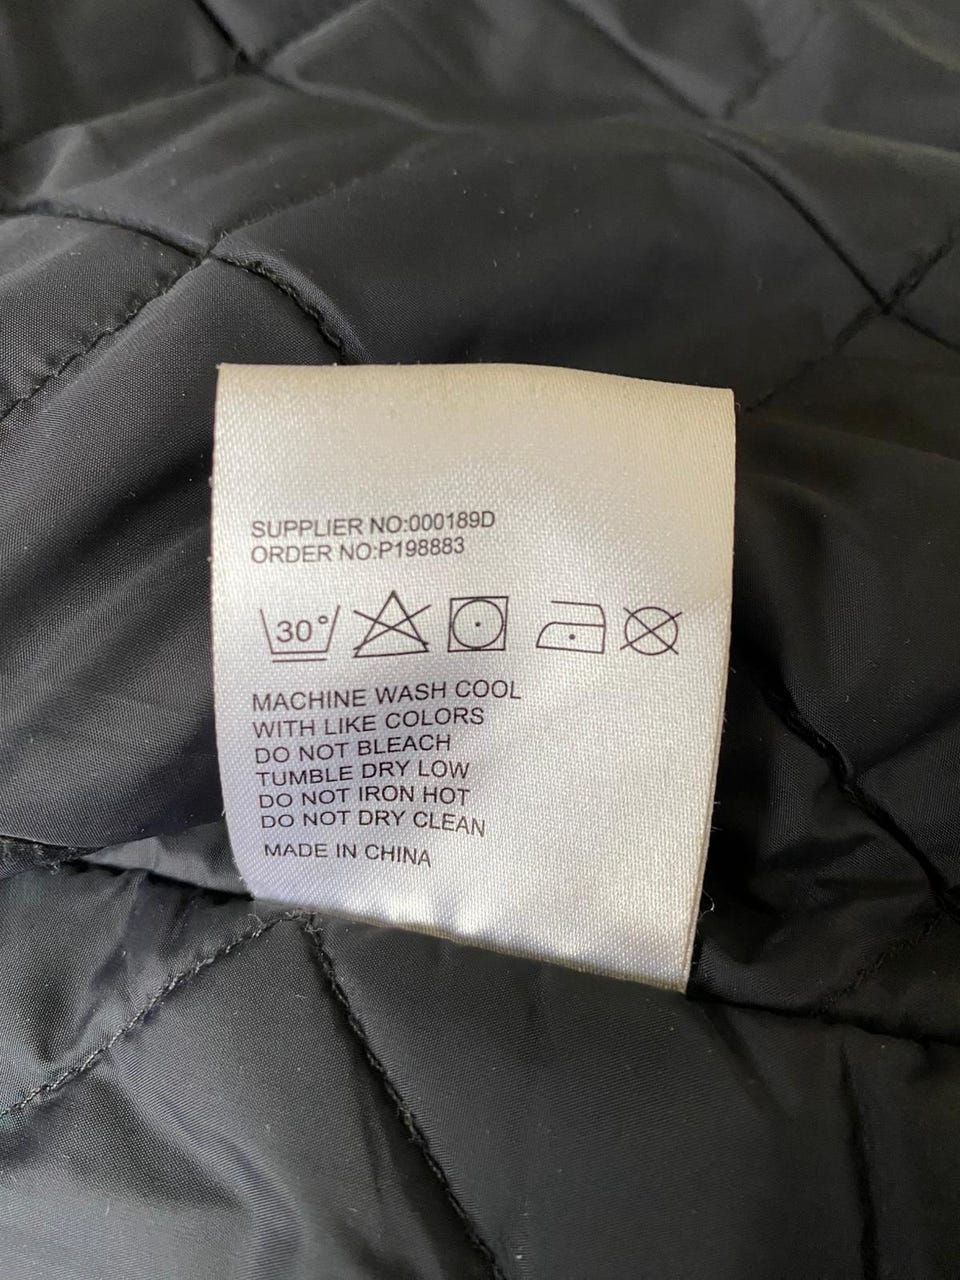 SUPPLIER NO:000189D
ORDER NO:P198883
30°
MACHINE WASH COOL
WITH LIKE COLORS
DO NOT BLEACH
TUMBLE DRY LOW
DO NOT IRON HOT
DO NOT DRY CLEAN
MADE IN CHINA